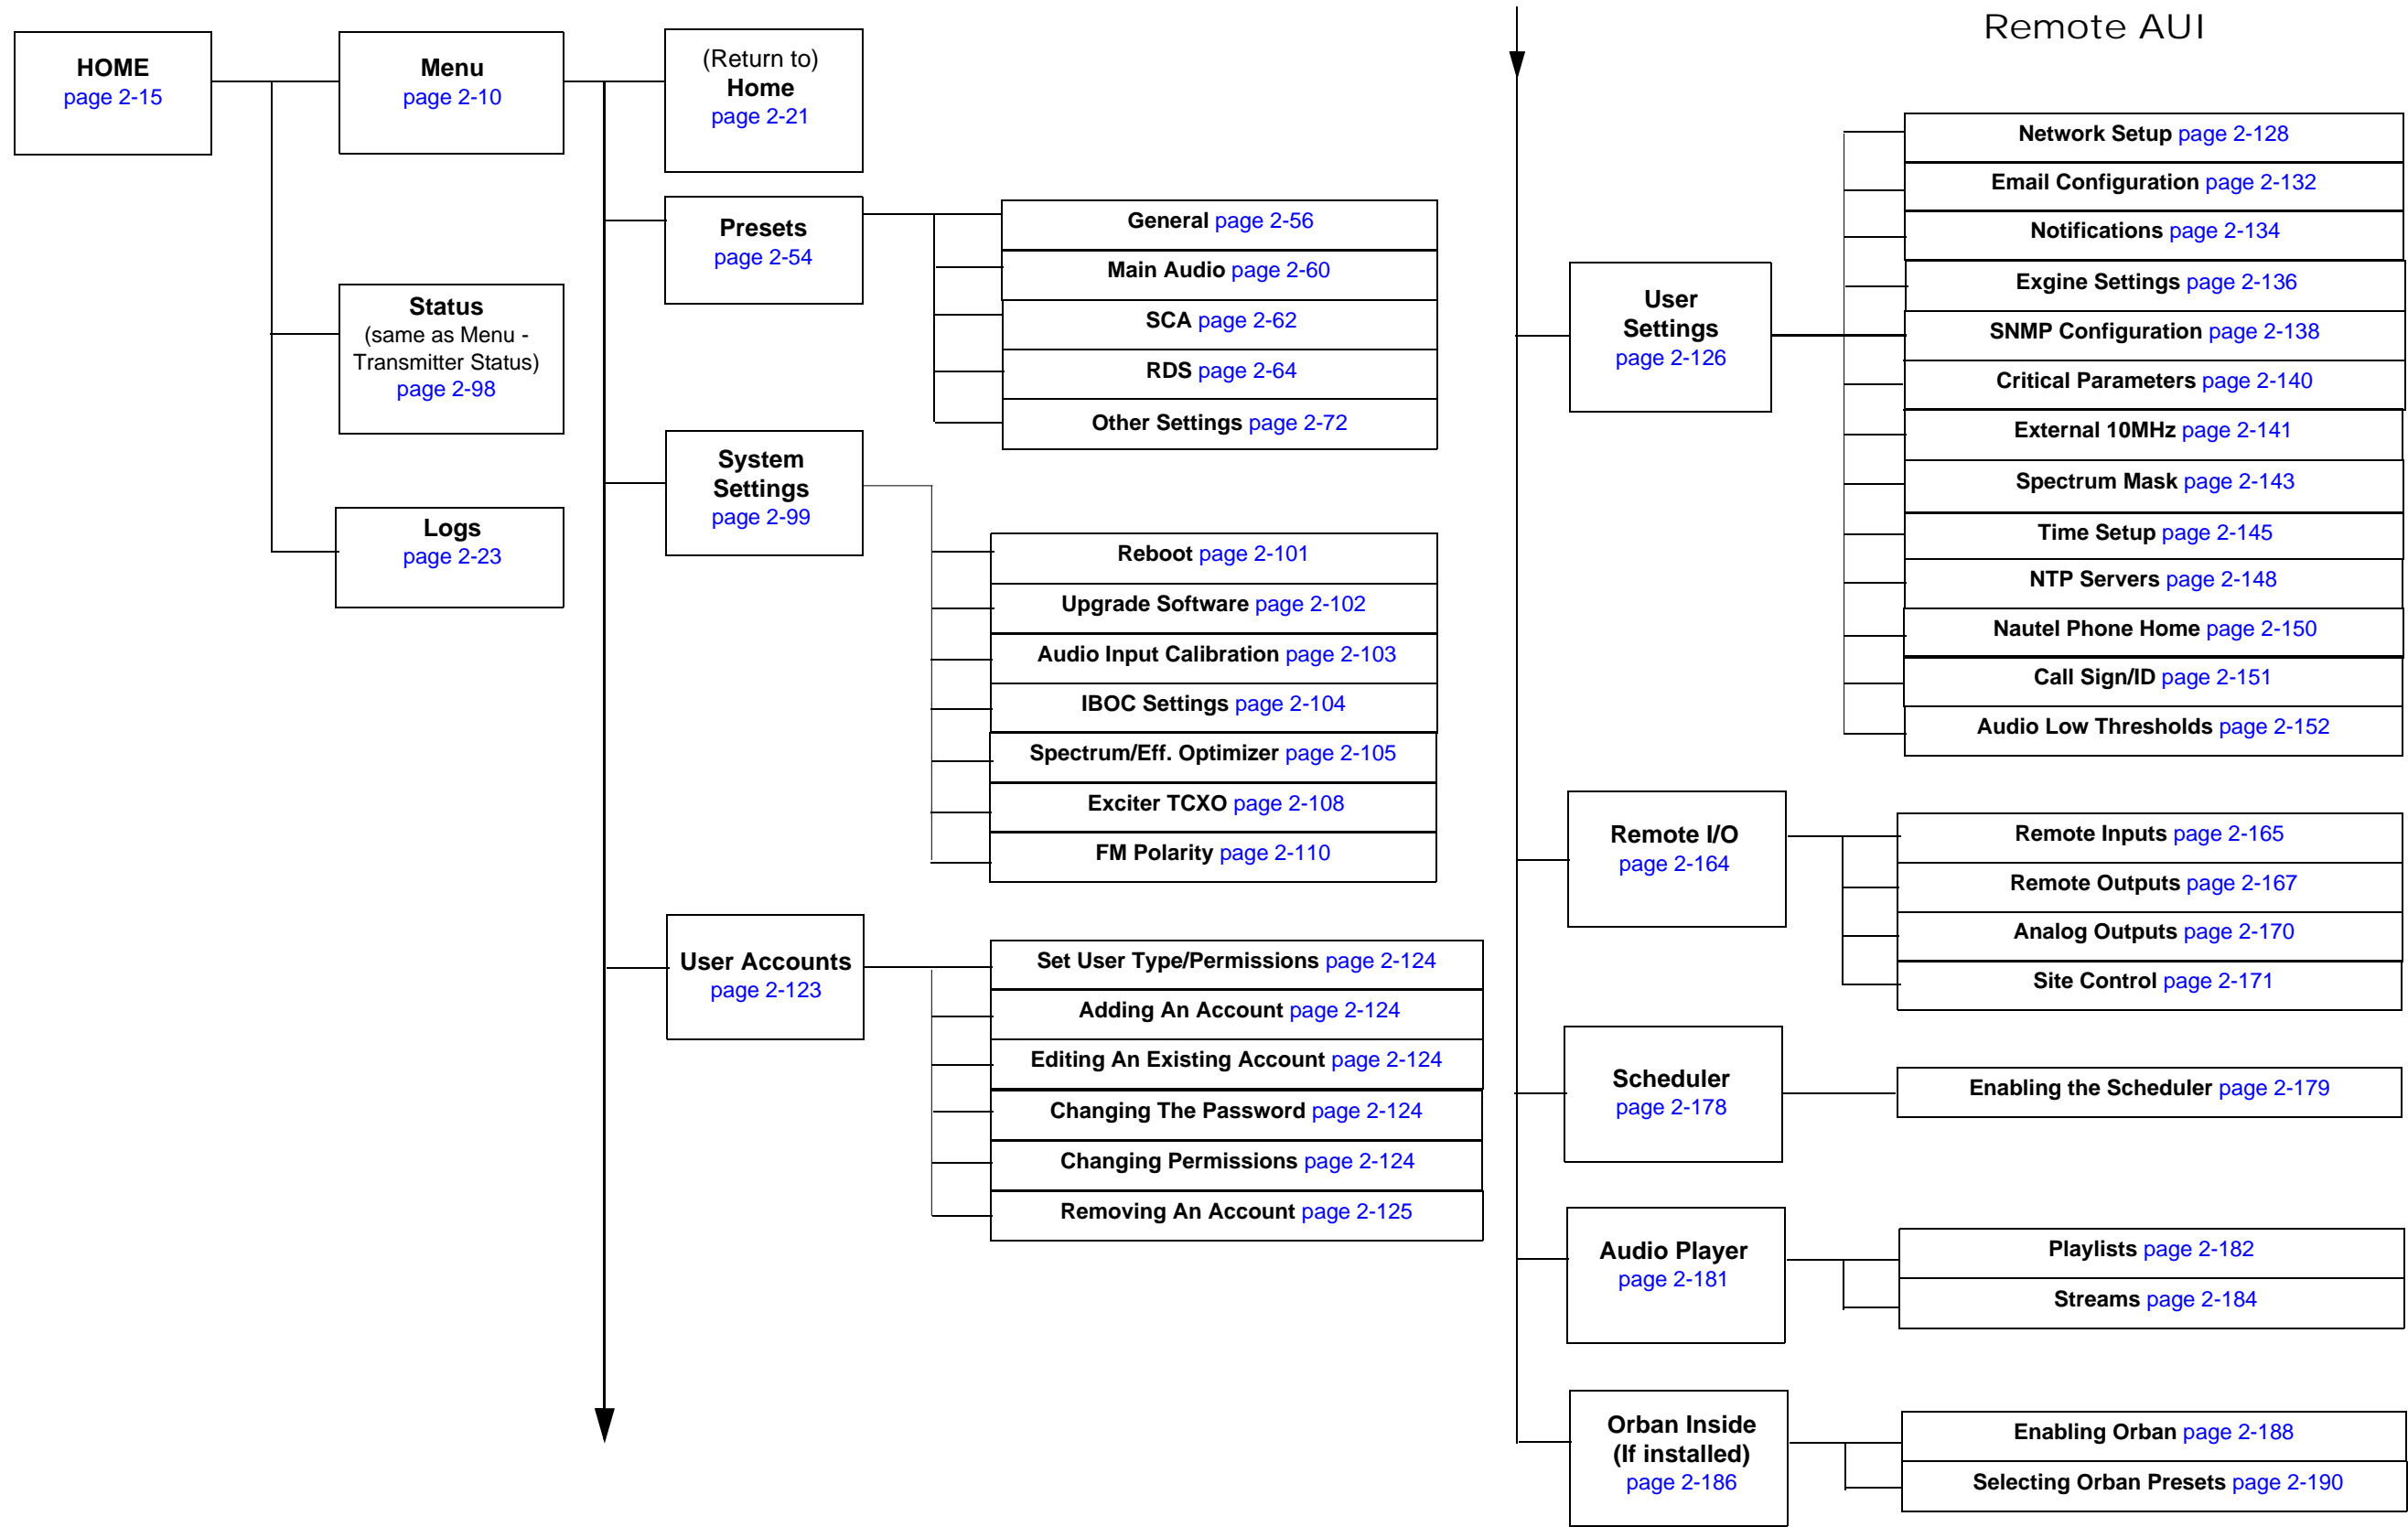 Remote AUI
HOME
page 2-15
Menu
page 2-10
(Return to)
Home
page 2-21
Status
(same as Menu -
Transmitter Status)
page 2-98
Logs
page 2-23
Presets
page 2-54
General page 2-56
Main Audio page 2-60
SCA page 2-62
RDS page 2-64
Other Settings page 2-72
System
Settings
page 2-99
Reboot page 2-101
Upgrade Software page 2-102
Audio Input Calibration page 2-103
IBOC Settings page 2-104
Spectrum/Eff. Optimizer page 2-105
Exciter TCXO page 2-108
FM Polarity page 2-110
User Accounts
page 2-123
Set User Type/Permissions page 2-124
Adding An Account page 2-124
Editing An Existing Account page 2-124
Changing The Password page 2-124
Changing Permissions page 2-124
Removing An Account page 2-125
User
Settings
page 2-126
Network Setup page 2-128
Email Configuration page 2-132
Notifications page 2-134
Exgine Settings page 2-136
SNMP Configuration page 2-138
Critical Parameters page 2-140
External 10MHz page 2-141
Spectrum Mask page 2-143
Time Setup page 2-145
NTP Servers page 2-148
Nautel Phone Home page 2-150
Call Sign/ID page 2-151
Audio Low Thresholds page 2-152
Remote I/O
page 2-164
Remote Inputs page 2-165
Remote Outputs page 2-167
Analog Outputs page 2-170
Site Control page 2-171
Scheduler
page 2-178
Enabling the Scheduler page 2-179
Audio Player
page 2-181
Playlists page 2-182
Streams page 2-184
Orban Inside
(If installed)
page 2-186
Enabling Orban page 2-188
Selecting Orban Presets page 2-190